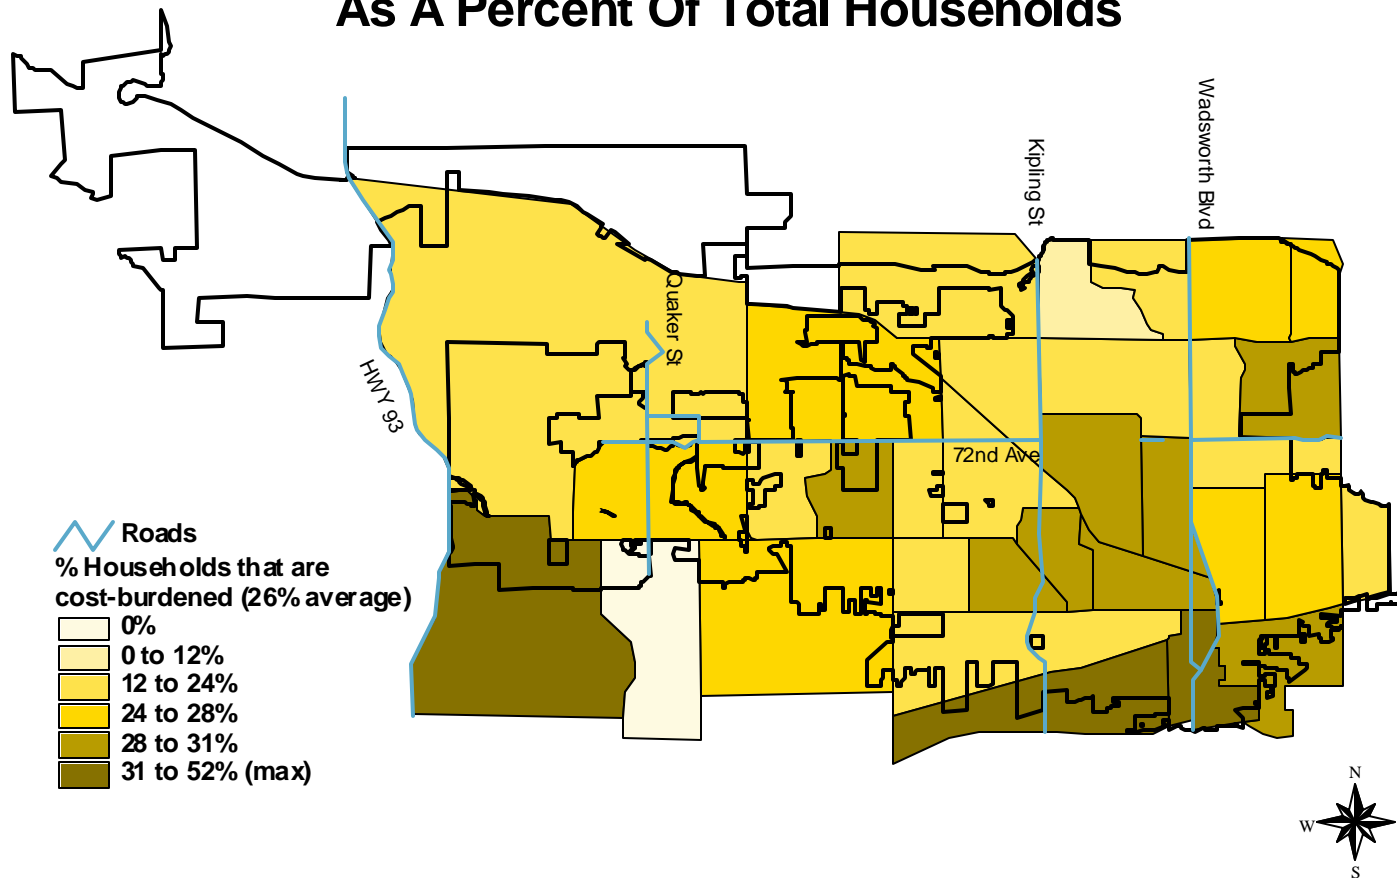 As A Percent Of Total Households
Wadsworth Blvd
Kipling St
Quaker St
HWY 93
72nd Ave
Roads
% Households that are
cost-burdened (26% average)
0%
0 to 12%
12 to 24%
24 to 28%
28 to 31%
31 to 52% (max)
N
W
S